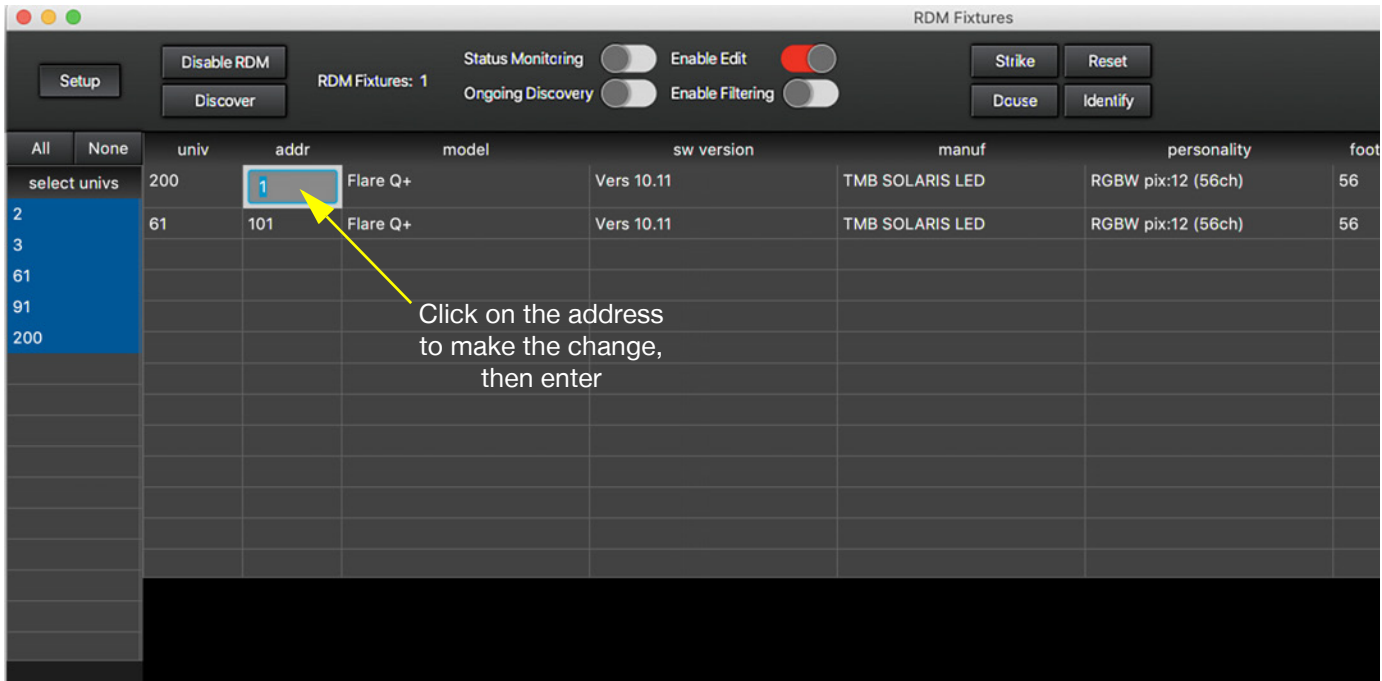 RDM Fixtures
Setup
Disable RDM
Discover
RDM Fixtures: 1
Status Monitoring
Ongoing Discovery
Enable Edit
Enable Filtering
Strike
Reset
Douse
Identify
All None univ addr model sw version manuf personality foot
select univs
200 1 Flare Q+ Vers 10.11 TMB SOLARIS LED RGBW pix:12 (56ch) 56
2
61 101 Flare Q+ Vers 10.11 TMB SOLARIS LED RGBW pix:12 (56ch) 56
3
61
91
200
Click on the address
to make the change,
then enter